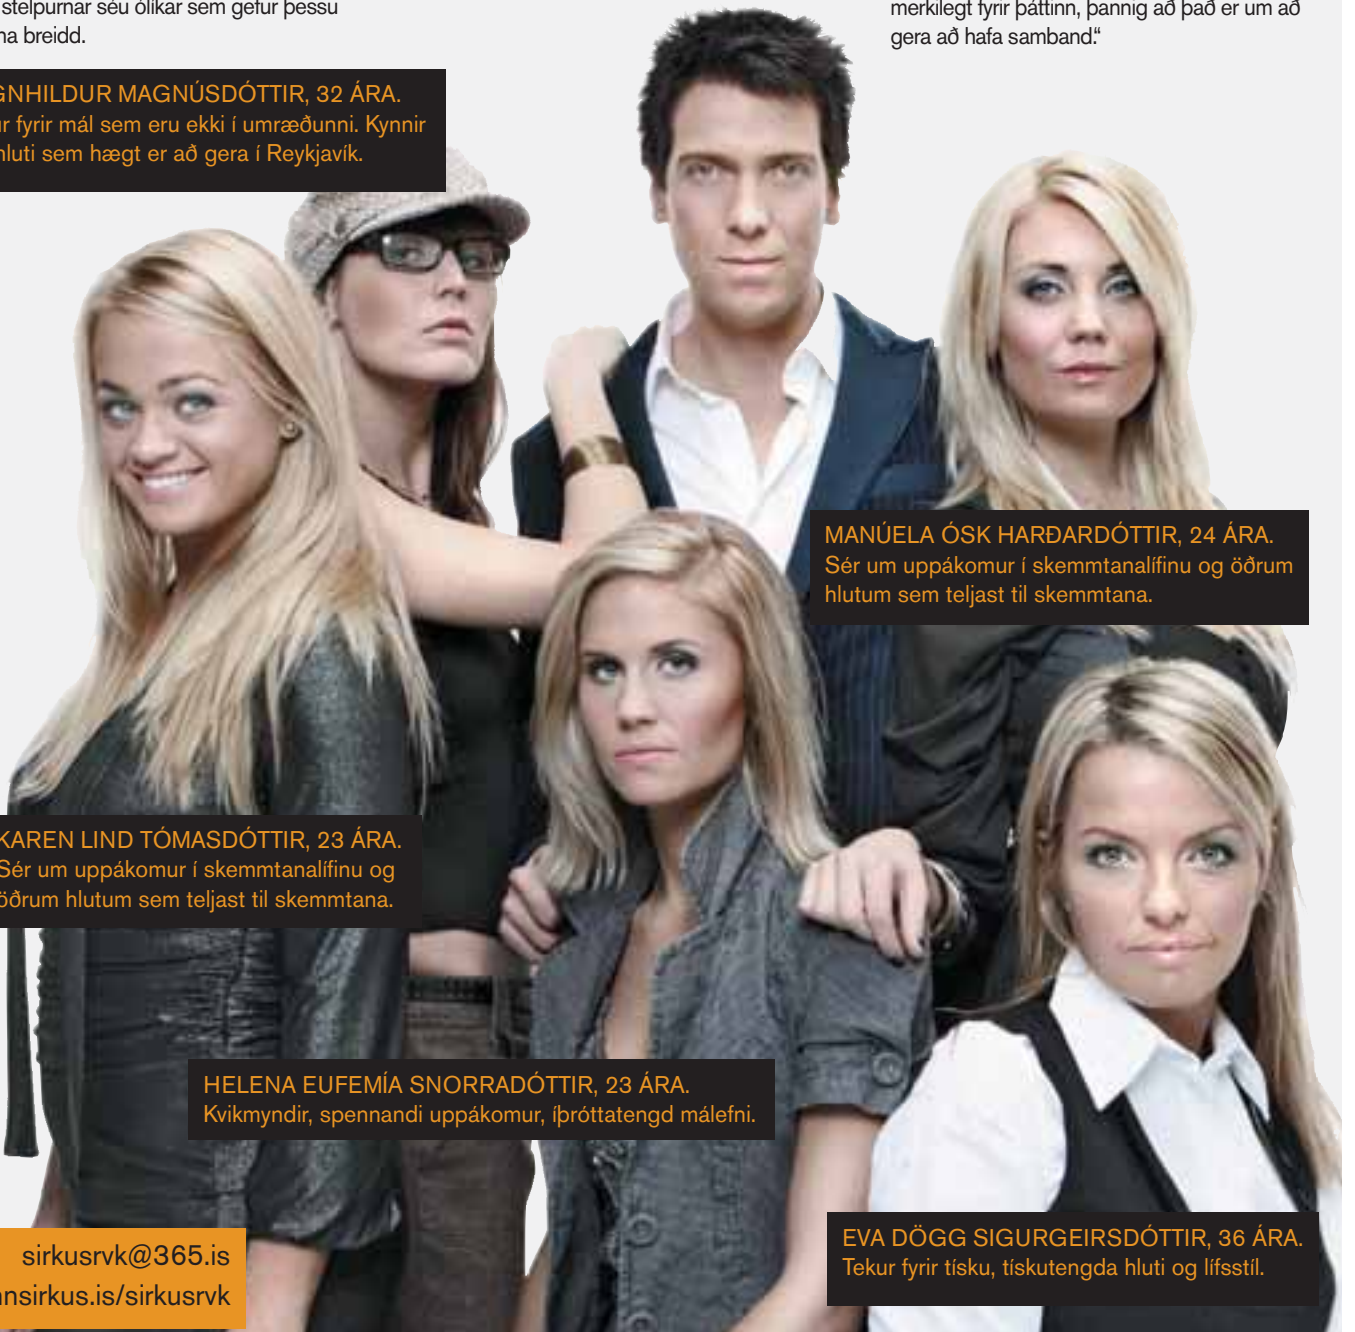 stelpurnar séu ólíkar sem gefur þessu
breidd.
merkilegt fyrir þáttinn, þannig að það er um að
gera að hafa samband.“
MAGNÚSDÓTTIR, 32 ÁRA.
fyrir mál sem eru ekki í umræðunni. Kynnir
hluti sem hægt er að gera í Reykjavík.
MANÚELA ÓSK HARÐARDÓTTIR, 24 ÁRA.
Sér um uppákomur í skemmtanalífinu og öðrum
hlutum sem teljast til skemmtana.
KAREN LIND TÓMASDÓTTIR, 23 ÁRA.
Sér um uppákomur í skemmtanalífinu og
öðrum hlutum sem teljast til skemmtana.
HELENA EUFEMÍA SNORRADÓTTIR, 23 ÁRA.
Kvikmyndir, spennandi uppákomur, íþróttatengd málefni.
EVA DÖGG SIGURGEIRSDÓTTIR, 36 ÁRA.
Tekur fyrir tísku, tískutengda hluti og lífsstíl.
sirkusrvk@365.is
nsirkus.is/sirkusrvk